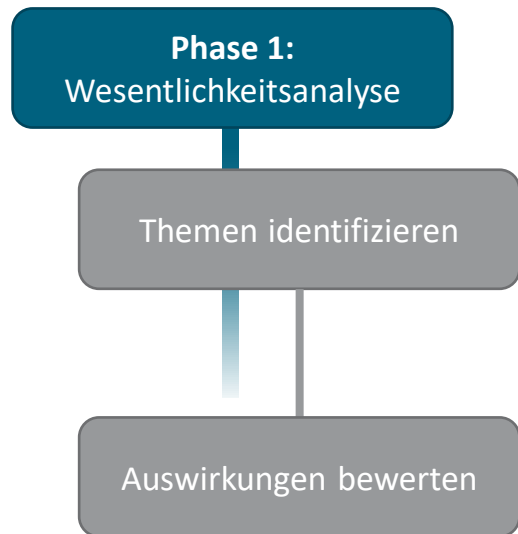 Phase 1:
Wesentlichkeitsanalyse
Themen identifizieren
Auswirkungen bewerten